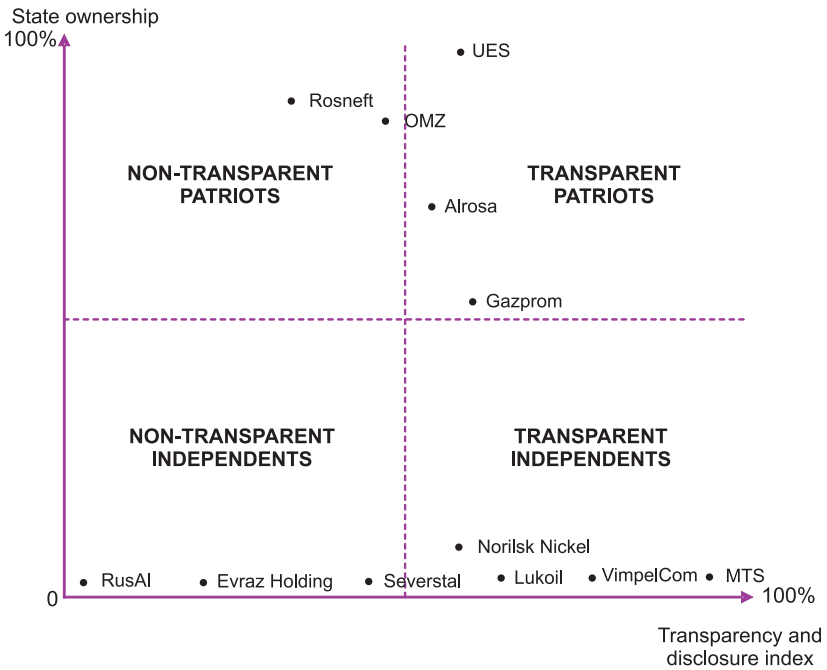 State ownership
100%
UES
Rosneft
OMZ
NON-TRANSPARENT
PATRIOTS
TRANSPARENT
PATRIOTS
Alrosa
Gazprom
NON-TRANSPARENT
INDEPENDENTS
TRANSPARENT
INDEPENDENTS
Norilsk Nickel
RusAl
Evraz Holding
Severstal
Lukoil
VimpelCom
MTS
0
100%
Transparency and
disclosure index